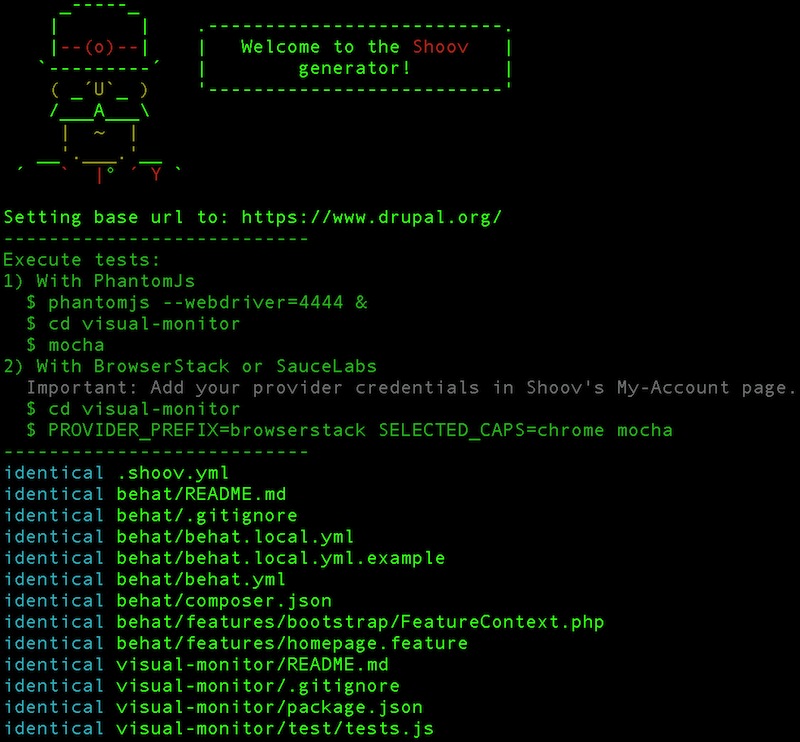 Welcome to the Shoov
generator!
Setting base url to: https://www.drupal.org/
---------------------------
Execute tests:
1) With PhantomJs
$ phantomjs --webdriver=4444 &
$ cd visual-monitor
$ mocha
2) With BrowserStack or SauceLabs
Important: Add your provider credentials in Shoov's My-Account page.
$ cd visual-monitor
$ PROVIDER_PREFIX=browserstack SELECTED_CAPS=chrome mocha
---------------------------
identical .shoov.yml
identical behat/README.md
identical behat/.gitignore
identical behat/behat.local.yml
identical behat/behat.local.yml.example
identical behat/behat.yml
identical behat/composer.json
identical behat/features/bootstrap/FeatureContext.php
identical behat/features/homepage.feature
identical visual-monitor/README.md
identical visual-monitor/.gitignore
identical visual-monitor/package.json
identical visual-monitor/test/tests.js